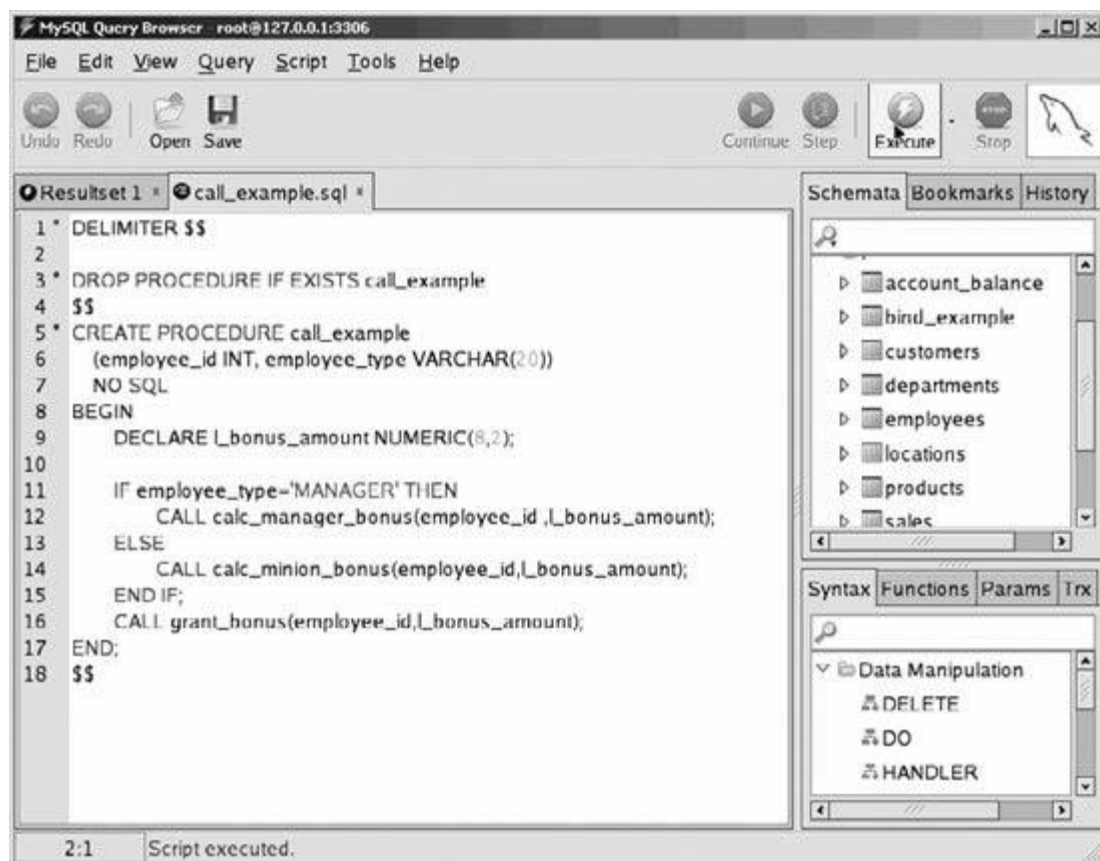 MySQL Query Browser - root@127.0.0.1:3306
File Edit View Query Script Tools Help
Undo Redo Open Save Continue Step Execute Stop
Resultset 1 call_example.sql
Schemata Bookmarks History
1 DELIMITER $$
2
3 DROP PROCEDURE IF EXISTS call_example
4 $$
5 CREATE PROCEDURE call_example
6 (employee_id INT, employee_type VARCHAR(20))
7 NO SQL
8 BEGIN
9 DECLARE l_bonus_amount NUMERIC(8,2);
10
11 IF employee_type='MANAGER' THEN
12 CALL calc_manager_bonus(employee_id ,l_bonus_amount);
13 ELSE
14 CALL calc_minion_bonus(employee_id,l_bonus_amount);
15 END IF;
16 CALL grant_bonus(employee_id,l_bonus_amount);
17 END;
18 $$
account_balance
bind_example
customers
departments
employees
locations
products
sales
Syntax Functions Params Trx
Data Manipulation
DELETE
DO
HANDLER
2:1 Script executed.